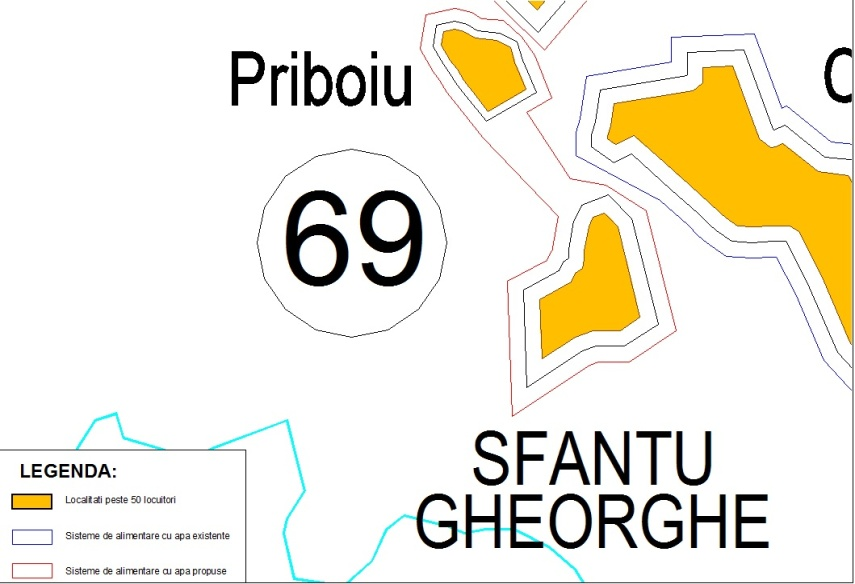 Priboiu
69
SFANTU
GHEORGHE
LEGENDA:
Localitati peste 50 locuitori
Sisteme de alimentare cu apa existente
Sisteme de alimentare cu apa propuse